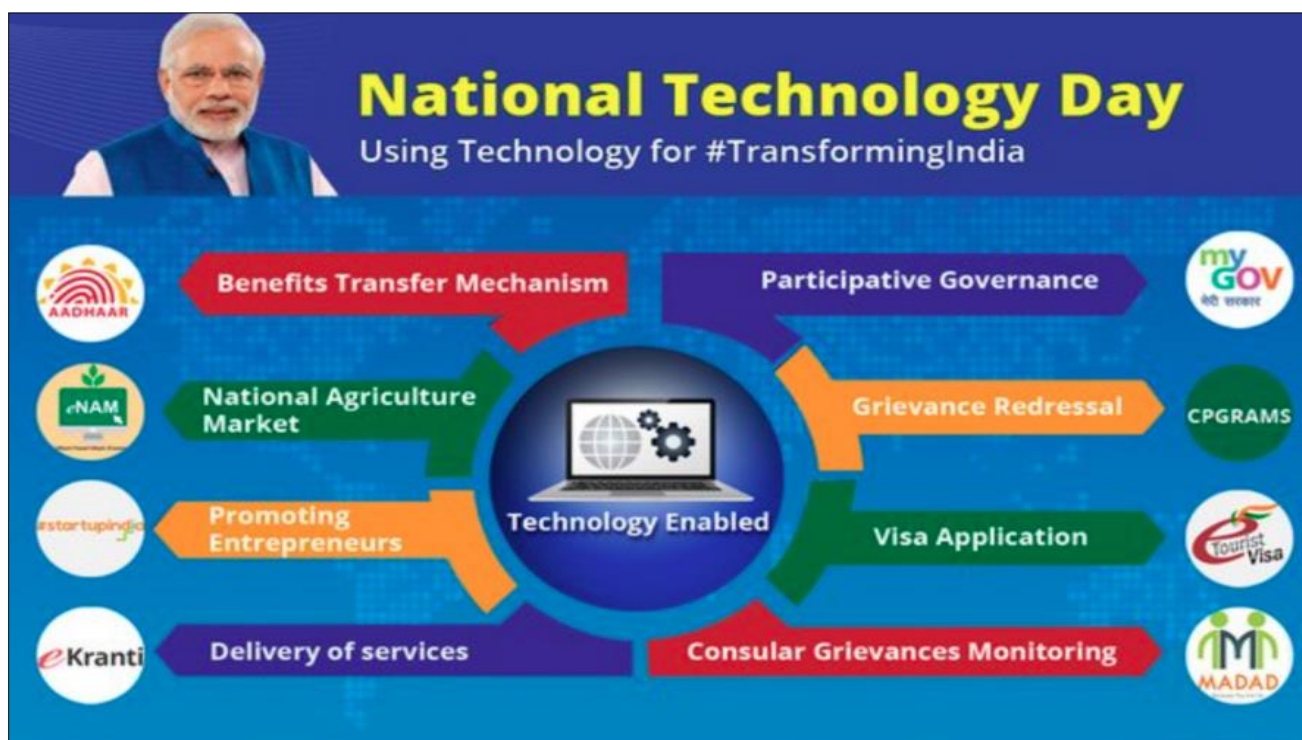 National Technology Day
Using Technology for #TransformingIndia
AADHAAR
Benefits Transfer Mechanism
eNAM
National Agriculture
Market
#startupindia
Promoting
Entrepreneurs
eKranti
Delivery of services
Technology Enabled
Participative Governance
my
GOV
मेरी सरकार
Grievance Redressal
CPGRAMS
Visa Application
e Tourist
Visa
Consular Grievances Monitoring
MADAD